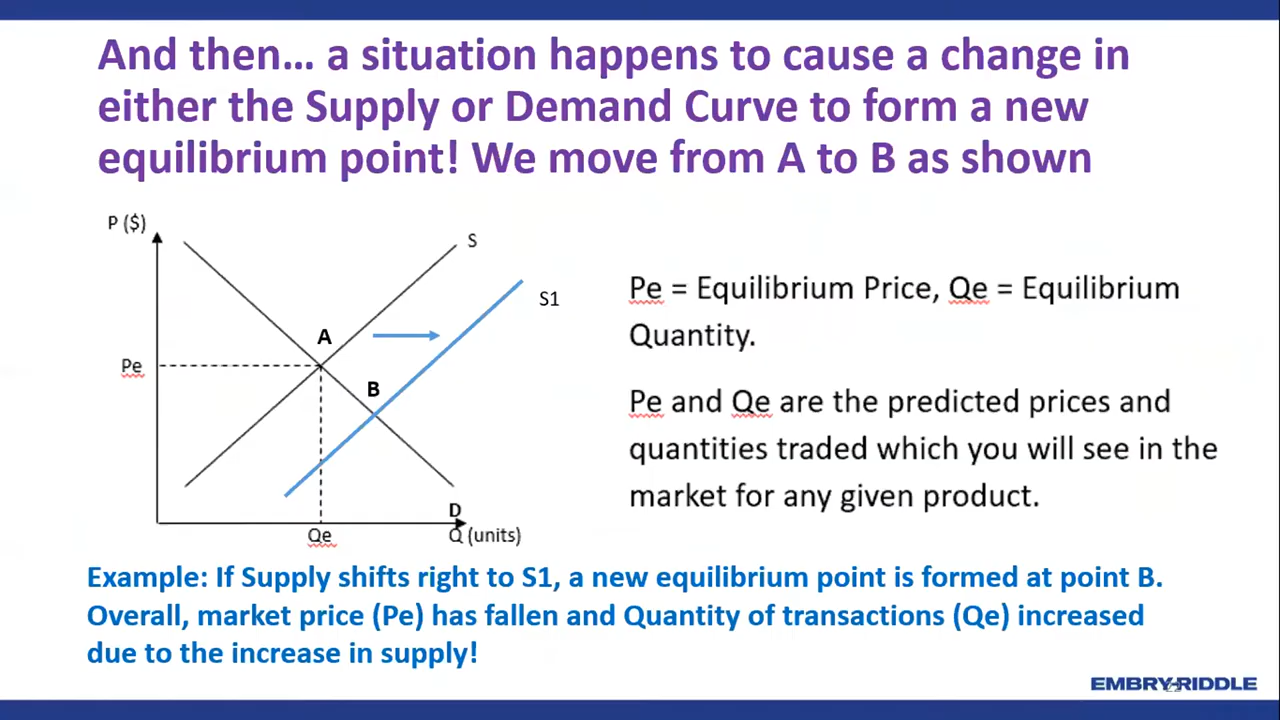 And then... a situation happens to cause a change in
either the Supply or Demand Curve to form a new
equilibrium point! We move from A to B as shown
P ($)
S
S1
A
Pe
B
D
Qe
Q (units)
Pe = Equilibrium Price, Qe = Equilibrium
Quantity.
Pe and Qe are the predicted prices and
quantities traded which you will see in the
market for any given product.
Example: If Supply shifts right to S1, a new equilibrium point is formed at point B.
Overall, market price (Pe) has fallen and Quantity of transactions (Qe) increased
due to the increase in supply!
EMBRY-RIDDLE